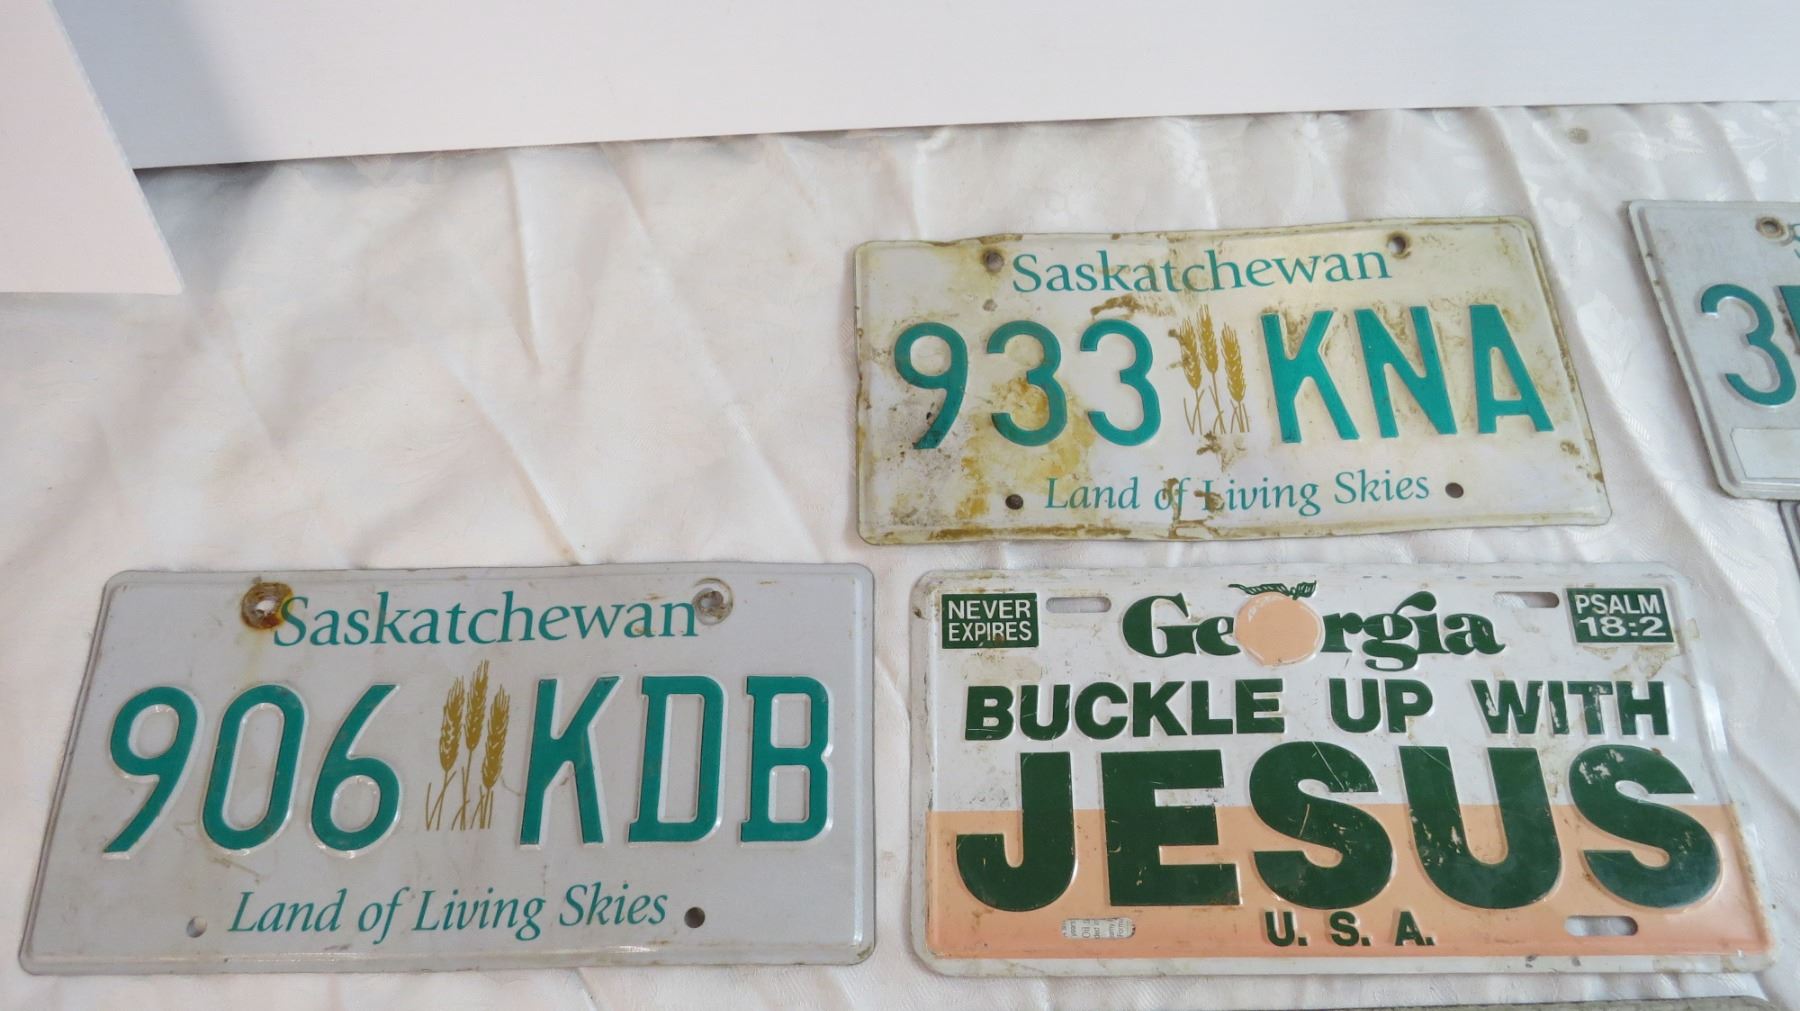 Saskatchewan
933 KNA
Land of Living Skies
3
Saskatchewan
906 KDB
Land of Living Skies
NEVER EXPIRES
Georgia
PSALM 18:2
BUCKLE UP WITH
JESUS
U. S. A.